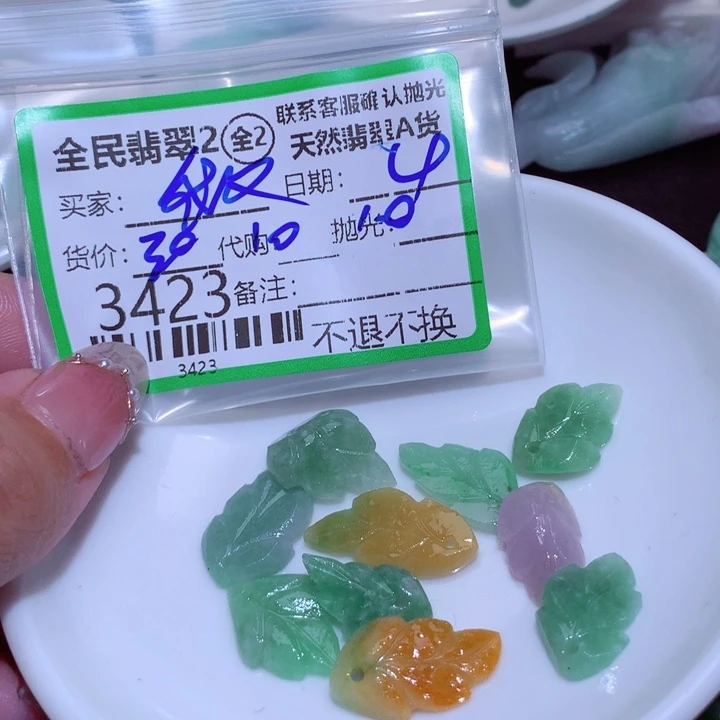 联系客服确认抛光
全民翡翠2 全2 天然翡翠A货
买家: 日期: 4
货价: 30 代购 10 抛光: 10
3423 备注:
3423 不退不换